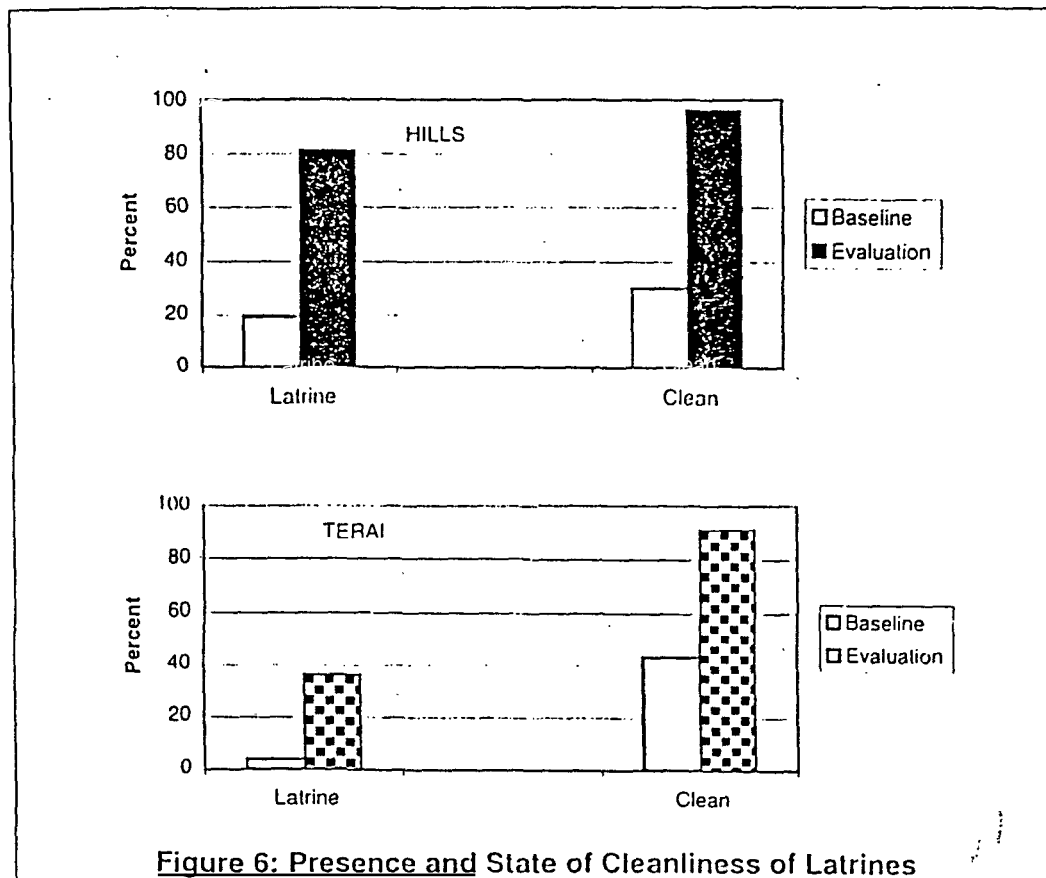 100
HILLS
80
60
40
20
0
Percent
Latrine
Clean
Baseline
Evaluation
100
TERAI
80
60
40
20
0
Percent
Latrine
Clean
Baseline
Evaluation
Figure 6: Presence and State of Cleanliness of Latrines